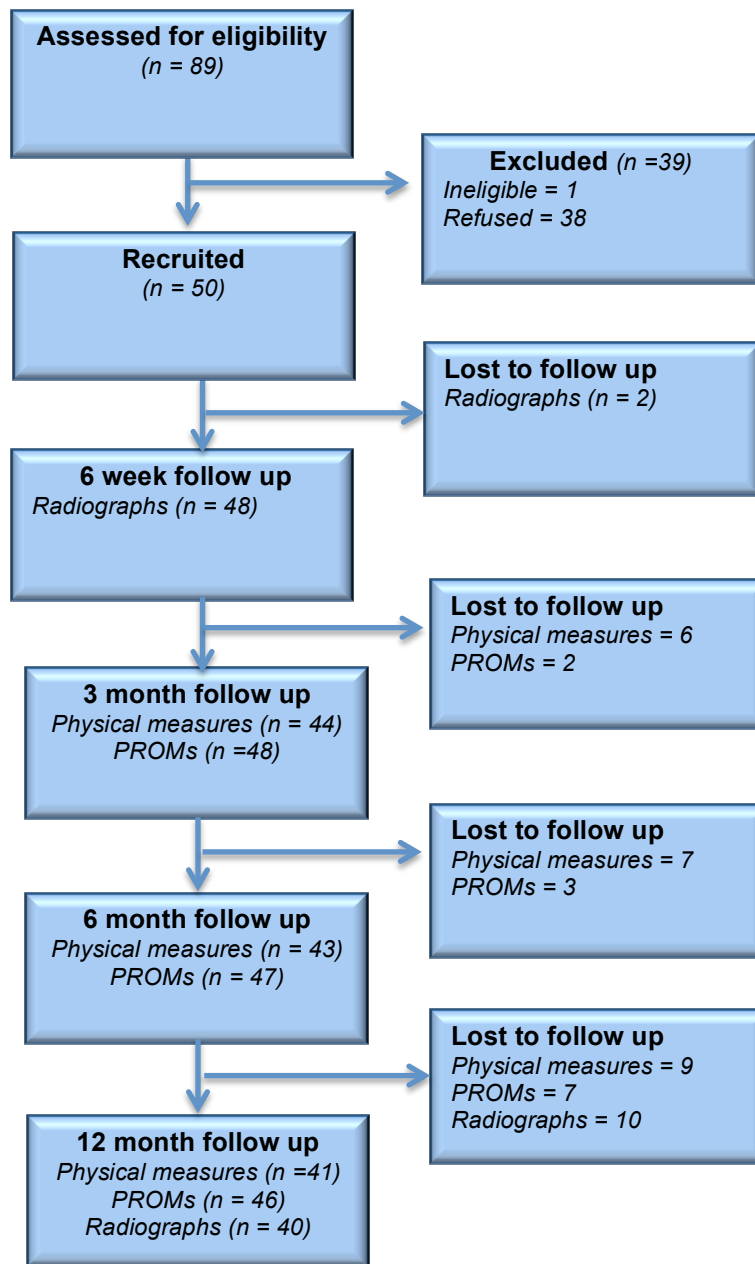 Assessed for eligibility
(n = 89)
Excluded (n =39)
Ineligible = 1
Refused = 38
Recruited
(n = 50)
Lost to follow up
Radiographs (n = 2)
6 week follow up
Radiographs (n = 48)
Lost to follow up
Physical measures = 6
PROMs = 2
3 month follow up
Physical measures (n = 44)
PROMs (n =48)
Lost to follow up
Physical measures = 7
PROMs = 3
6 month follow up
Physical measures (n = 43)
PROMs (n = 47)
Lost to follow up
Physical measures = 9
PROMs = 7
Radiographs = 10
12 month follow up
Physical measures (n =41)
PROMs (n = 46)
Radiographs (n = 40)